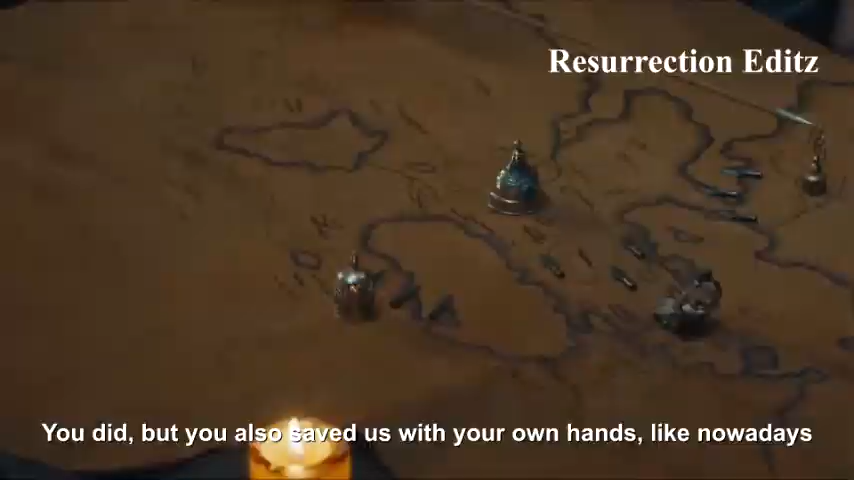 Resurrection Editz
You did, but you also saved us with your own hands, like nowadays